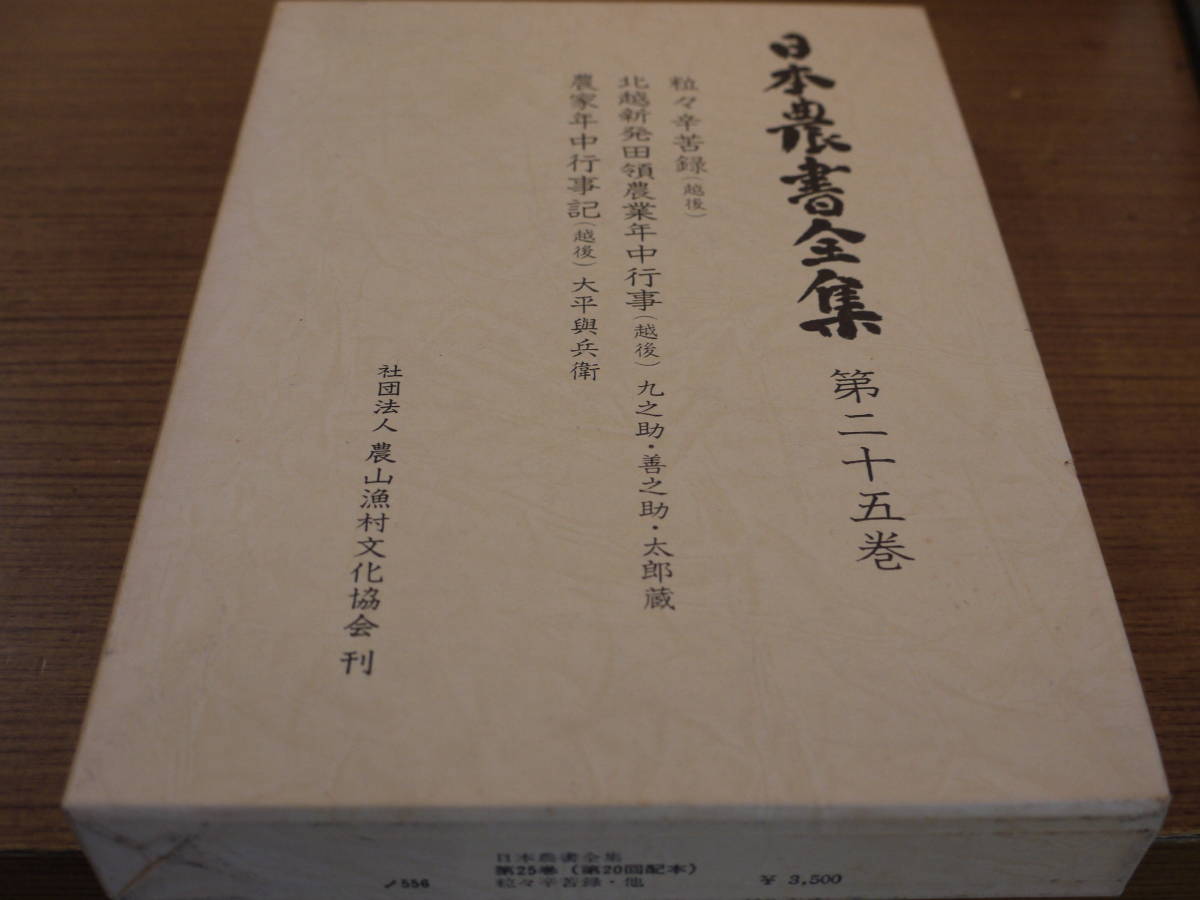 日本農書全集 第二十五巻
粒々辛苦録（越後）
北越新発田領農業年中行事（越後）九之助・善之助・太郎蔵
農家年中行事記（越後）大平與兵衛
社団法人 農山漁村文化協会 刊
日本農書全集
第25巻（第20回配本）
粒々辛苦録・他
556
¥ 3,500